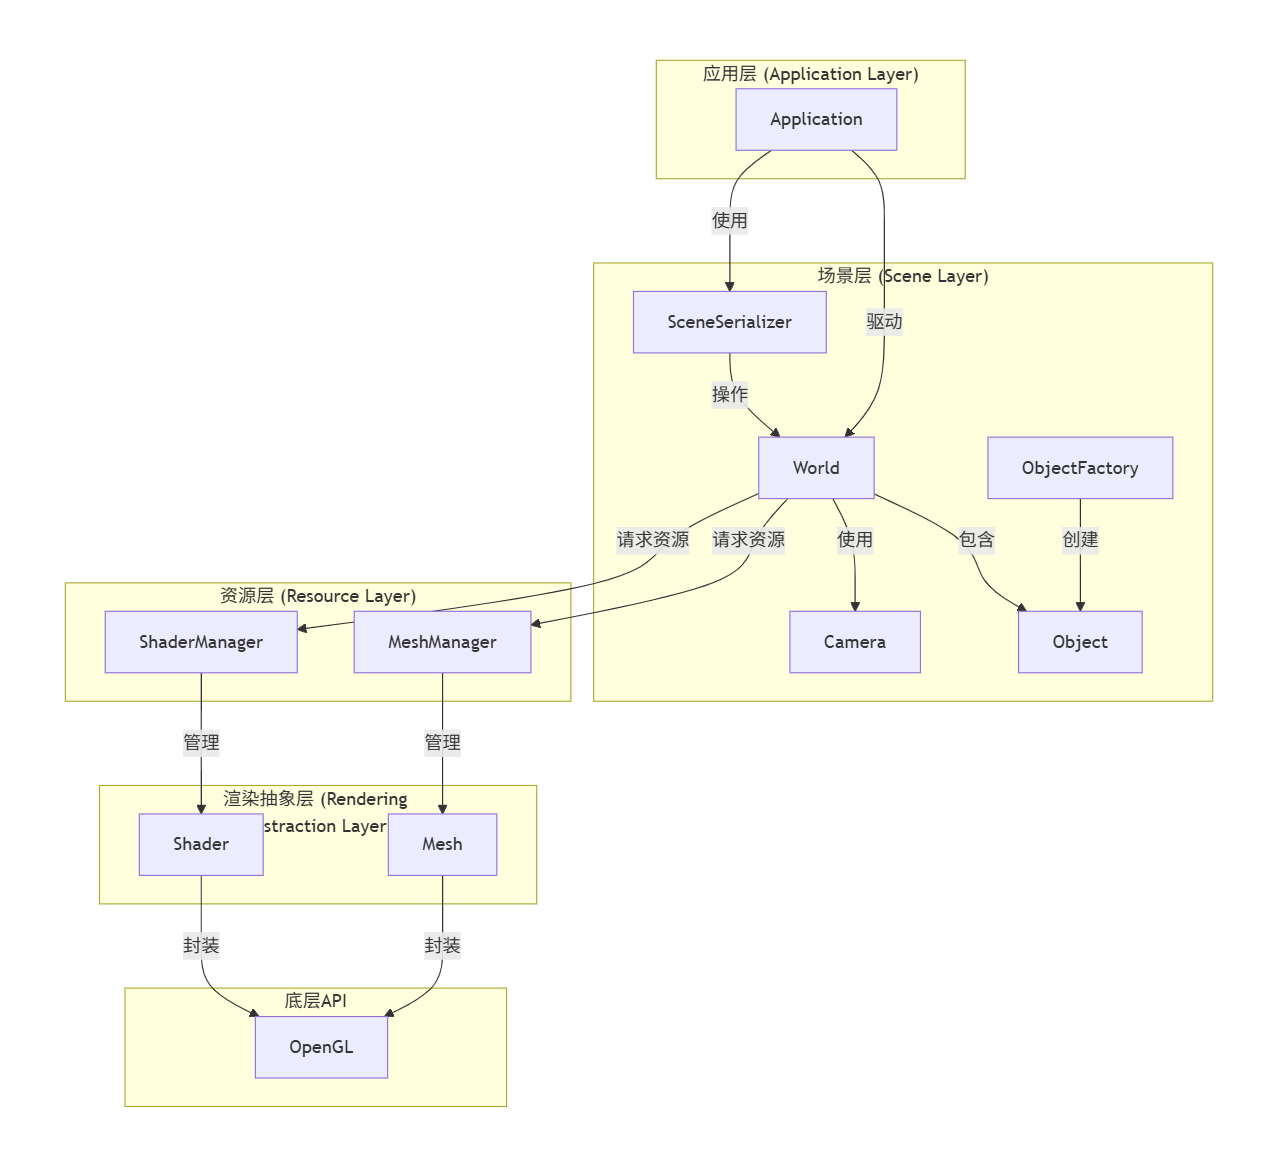 应用层 (Application Layer)
Application
使用
场景层 (Scene Layer)
SceneSerializer
驱动
操作
World
ObjectFactory
请求资源
请求资源
使用
包含
创建
资源层 (Resource Layer)
ShaderManager
MeshManager
Camera
Object
管理
管理
渲染抽象层 (Rendering
straction Layer
Shader
Mesh
封装
封装
底层API
OpenGL